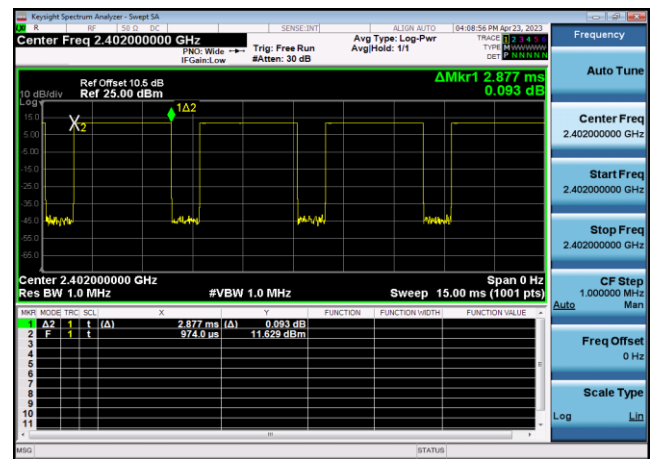 Keysight Spectrum Analyzer - Swept SA
R RF 50 Ω DC SENSE:INT ALIGN AUTO 04:08:56 PM Apr 23, 2023
Center Freq 2.402000000 GHz
PNO: Wide
IFGain:Low
Trig: Free Run
#Atten: 30 dB
Avg Type: Log-Pwr
Avg|Hold: 1/1
TRACE 1 2 3 4 5 6
TYPE MWWWWW
DET P NNNNN
ΔMkr1 2.877 ms
0.093 dB
Ref Offset 10.5 dB
10 dB/div Ref 25.00 dBm
Log
1Δ2
15.0
X2
5.00
-5.00
-15.0
-25.0
-35.0
-45.0
-55.0
-65.0
Center 2.402000000 GHz Span 0 Hz
Res BW 1.0 MHz #VBW 1.0 MHz Sweep 15.00 ms (1001 pts)
MKR MODE TRC SCL X Y FUNCTION FUNCTION WIDTH FUNCTION VALUE
1 Δ2 1 t (Δ) 2.877 ms (Δ) 0.093 dB
2 F 1 t 974.0 µs 11.629 dBm
3
4
5
6
7
8
9
10
11
MSG STATUS
Frequency
Auto Tune
Center Freq
2.402000000 GHz
Start Freq
2.402000000 GHz
Stop Freq
2.402000000 GHz
CF Step
1.000000 MHz
Auto Man
Freq Offset
0 Hz
Scale Type
Log Lin